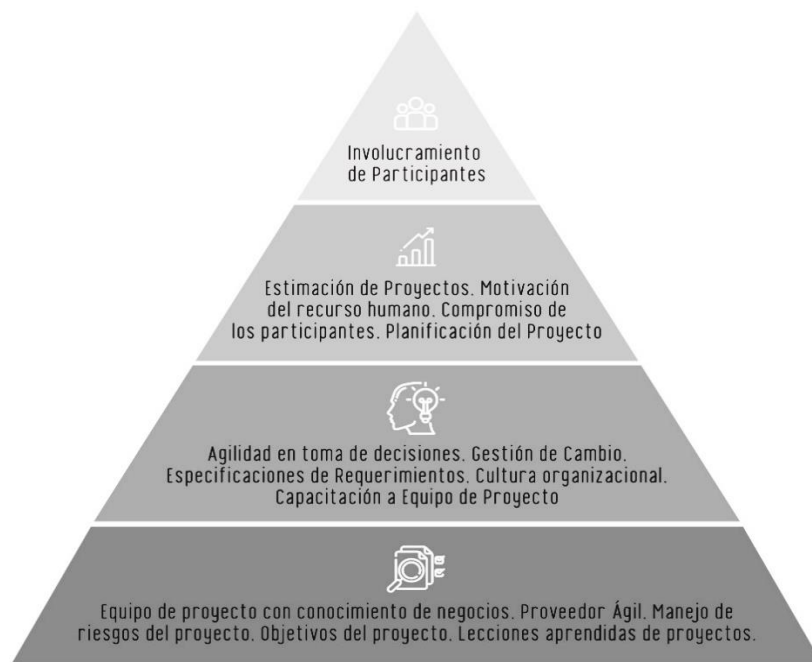 Involucramiento
de Participantes
Estimación de Proyectos. Motivación
del recurso humano. Compromiso de
los participantes. Planificación del Proyecto
Agilidad en toma de decisiones. Gestión de Cambio.
Especificaciones de Requerimientos. Cultura organizacional.
Capacitación a Equipo de Proyecto
Equipo de proyecto con conocimiento de negocios. Proveedor Ágil. Manejo de
riesgos del proyecto. Objetivos del proyecto. Lecciones aprendidas de proyectos.